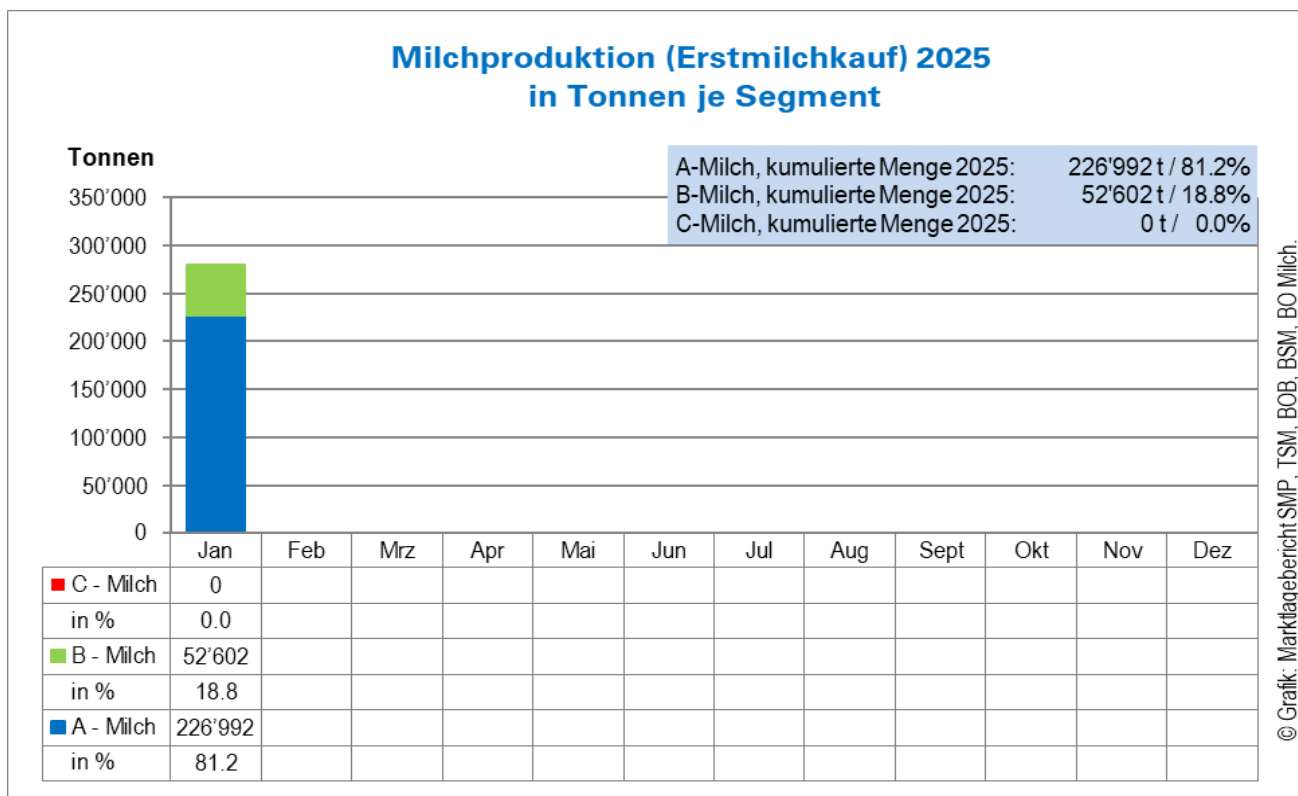 Milchproduktion (Erstmilchkauf) 2025
in Tonnen je Segment
Tonnen
A-Milch, kumulierte Menge 2025: 226'992 t / 81.2%
B-Milch, kumulierte Menge 2025: 52'602 t / 18.8%
C-Milch, kumulierte Menge 2025: 0 t / 0.0%
350’000
300’000
250’000
200’000
150’000
100’000
50’000
0
Jan Feb Mrz Apr Mai Jun Jul Aug Sept Okt Nov Dez
C - Milch 0
in % 0.0
B - Milch 52’602
in % 18.8
A - Milch 226’992
in % 81.2
© Grafik: Marktlagebericht SMP, TSM, BOB, BSM, BO Milch.